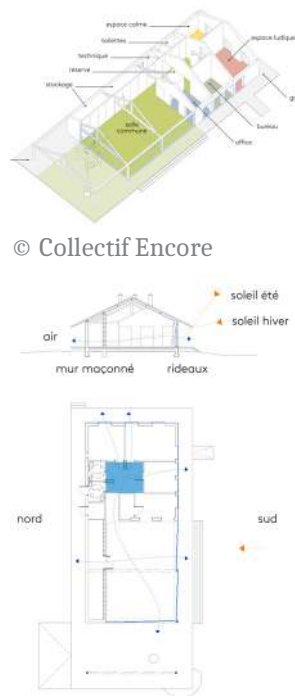 espace calme
toilettes
technique
réserve
stockage
espace ludique
salle
commune
bureau
office
© Collectif Encore
soleil été
soleil hiver
air
mur maçonné
rideaux
nord
sud